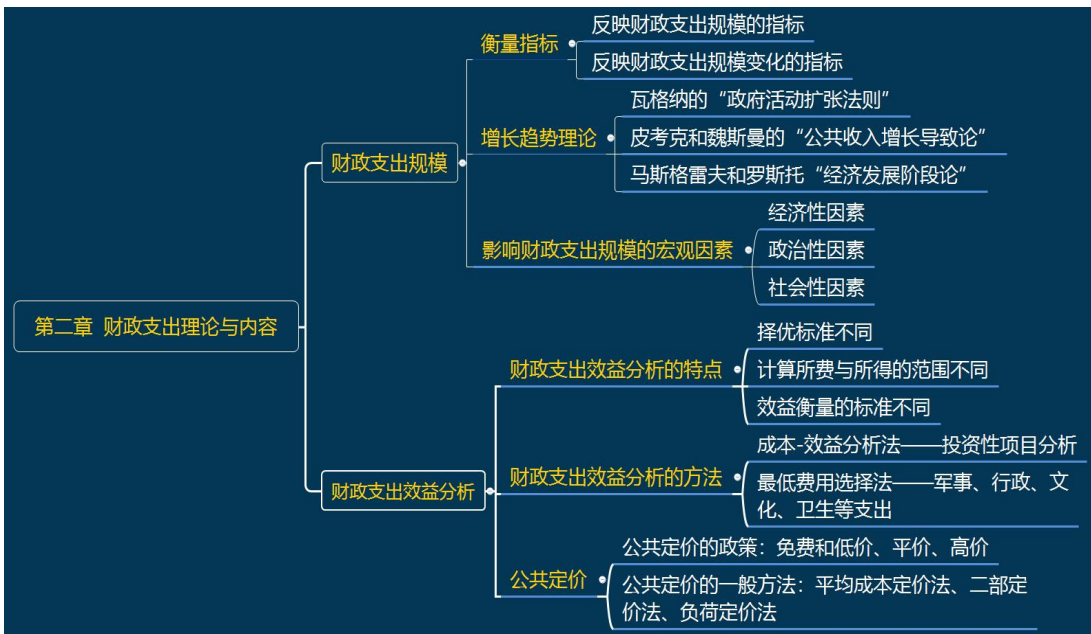 第二章 财政支出理论与内容
财政支出规模
衡量指标
反映财政支出规模的指标
反映财政支出规模变化的指标
增长趋势理论
瓦格纳的“政府活动扩张法则”
皮考克和魏斯曼的“公共收入增长导致论”
马斯格雷夫和罗斯托“经济发展阶段论”
影响财政支出规模的宏观因素
经济性因素
政治性因素
社会性因素
财政支出效益分析
财政支出效益分析的特点
择优标准不同
计算所费与所得的范围不同
效益衡量的标准不同
财政支出效益分析的方法
成本-效益分析法——投资性项目分析
最低费用选择法——军事、行政、文
化、卫生等支出
公共定价
公共定价的政策：免费和低价、平价、高价
公共定价的一般方法：平均成本定价法、二部定
价法、负荷定价法